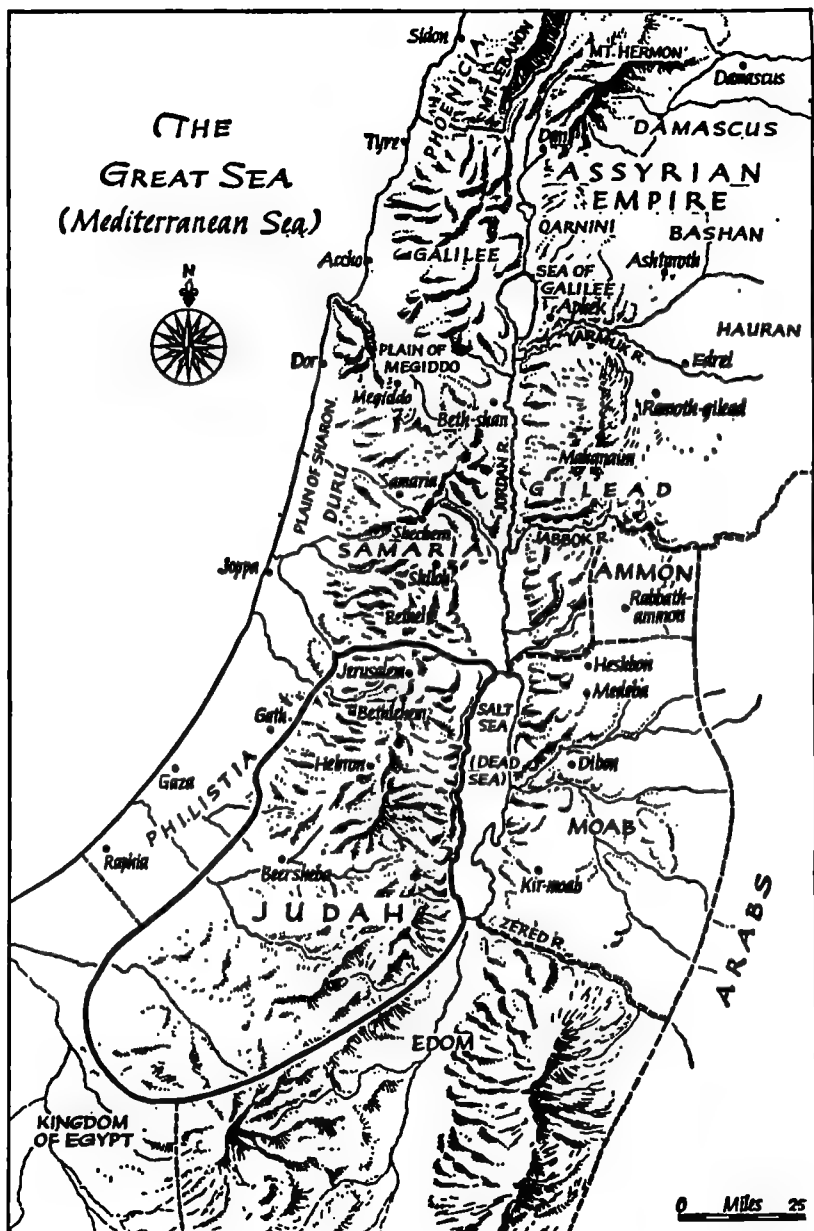 Sidon
PHOENICIA
MT. LEBANON
MT. HERMON
Damascus
Tyre
Dan
DAMASCUS
THE
GREAT SEA
(Mediterranean Sea)
ASSYRIAN
EMPIRE
QARNINI
BASHAN
Accho
GALILEE
SEA OF
GALILEE
Ashtaroth
Aphek
N
HAURAN
YARMUK R.
Dor
PLAIN OF
MEGIDDO
Edrei
Megiddo
Beth-shan
Ramoth-gilead
PLAIN OF SHARON
DURU
Samaria
JORDAN R.
Mahanaim
GILEAD
Shechem
SAMARIA
JABBOK R.
Joppa
Shiloh
AMMON
Bethel
Rabbath-
ammon
Jerusalem
Heshbon
Medeba
Gath
Bethlehem
SALT
SEA
(DEAD
SEA)
Hebron
Dibon
Gaza
PHILISTIA
MOAB
Raphia
Beersheba
Kir-moab
JUDAH
ZERED R.
ARABS
EDOM
KINGDOM
OF EGYPT
0 Miles 25